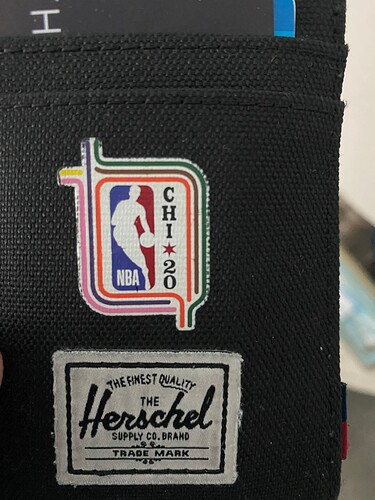 H
CHI
20
NBA
THE FINEST QUALITY
THE
Herschel
SUPPLY CO. BRAND
TRADE MARK